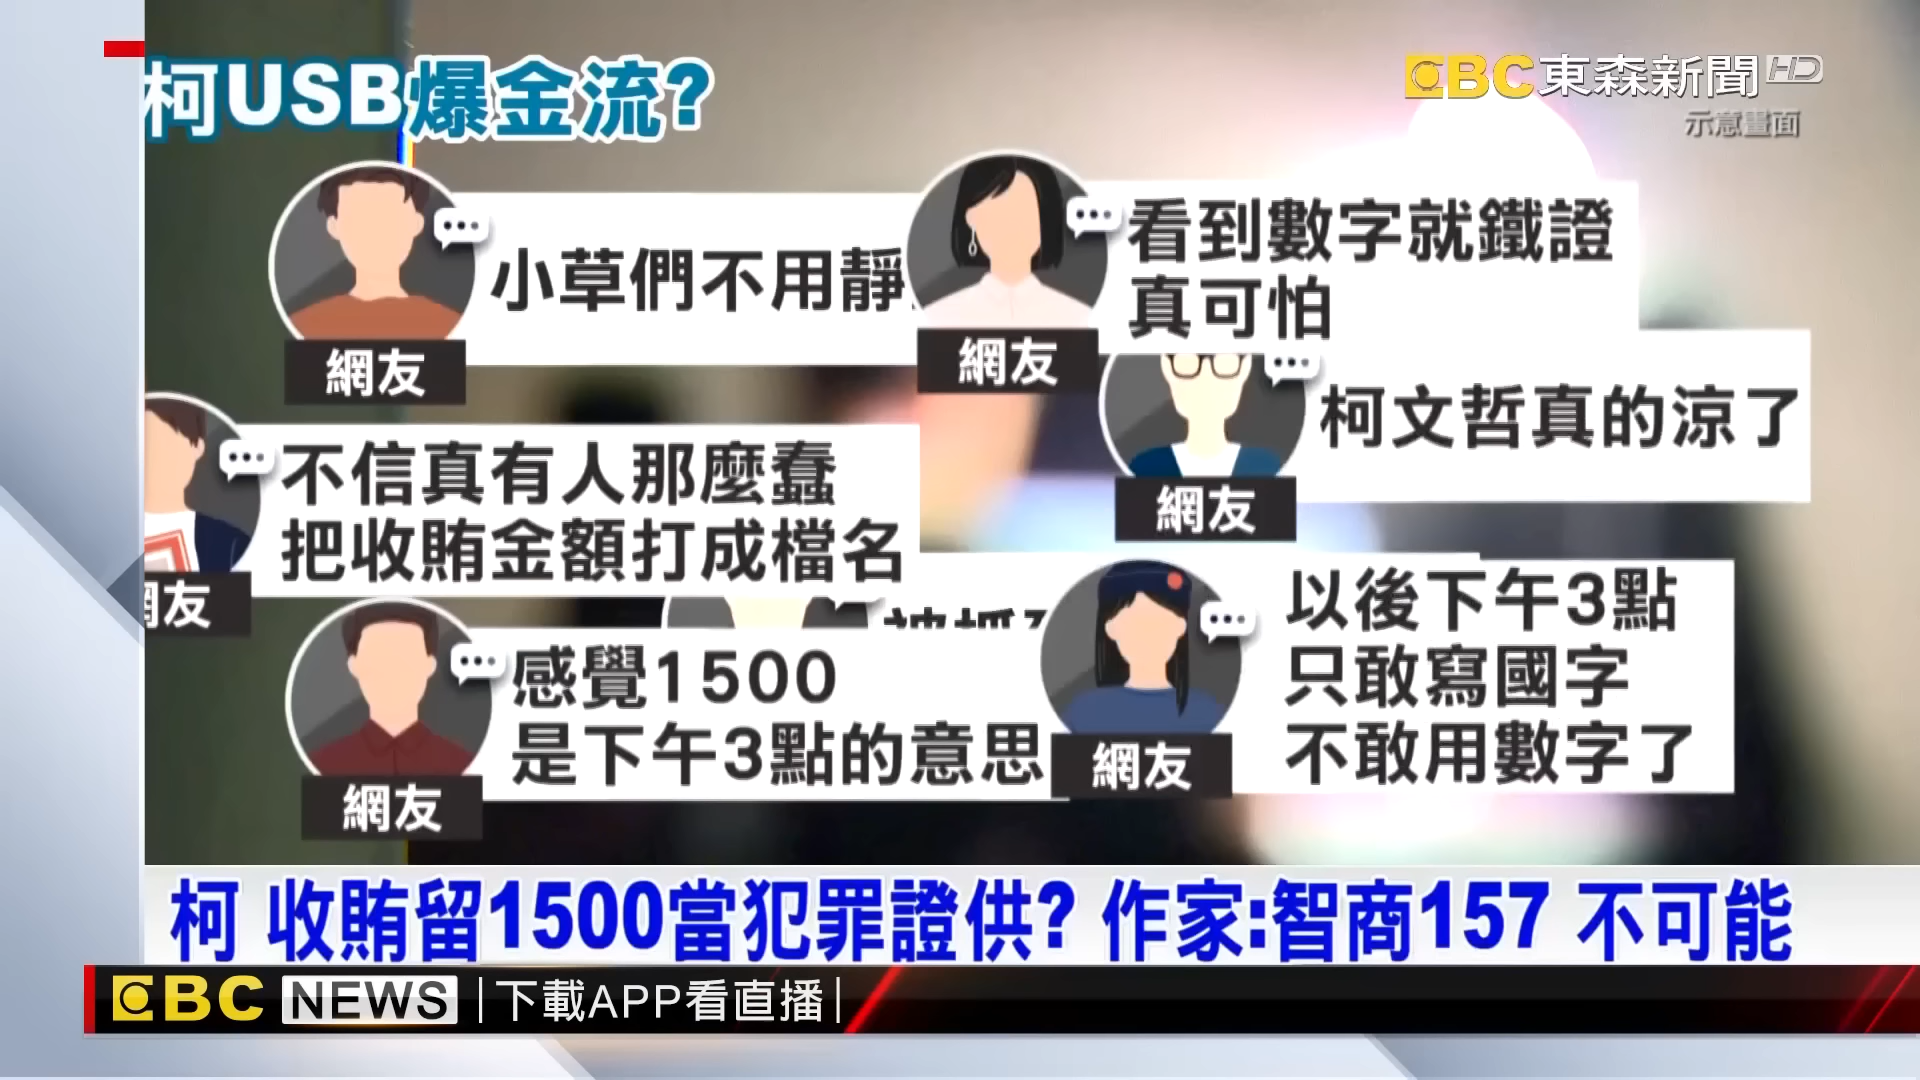 柯USB爆金流?
EBC東森新聞HD
示意畫面
小草們不用靜
網友
看到數字就鐵證
真可怕
網友
柯文哲真的涼了
網友
不信真有人那麼蠢
把收賄金額打成檔名
網友
感覺1500
是下午3點的意思
網友
以後下午3點
只敢寫國字
不敢用數字了
網友
柯 收賄留1500當犯罪證供? 作家:智商157 不可能
EBC NEWS 下載APP看直播